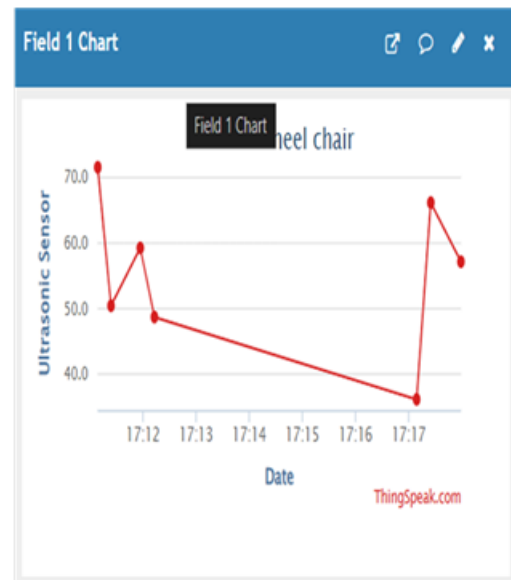 Field 1 Chart
Field 1 Chart
chair
70.0
60.0
50.0
40.0
Ultrasonic Sensor
17:12 17:13 17:14 17:15 17:16 17:17
Date
ThingSpeak.com